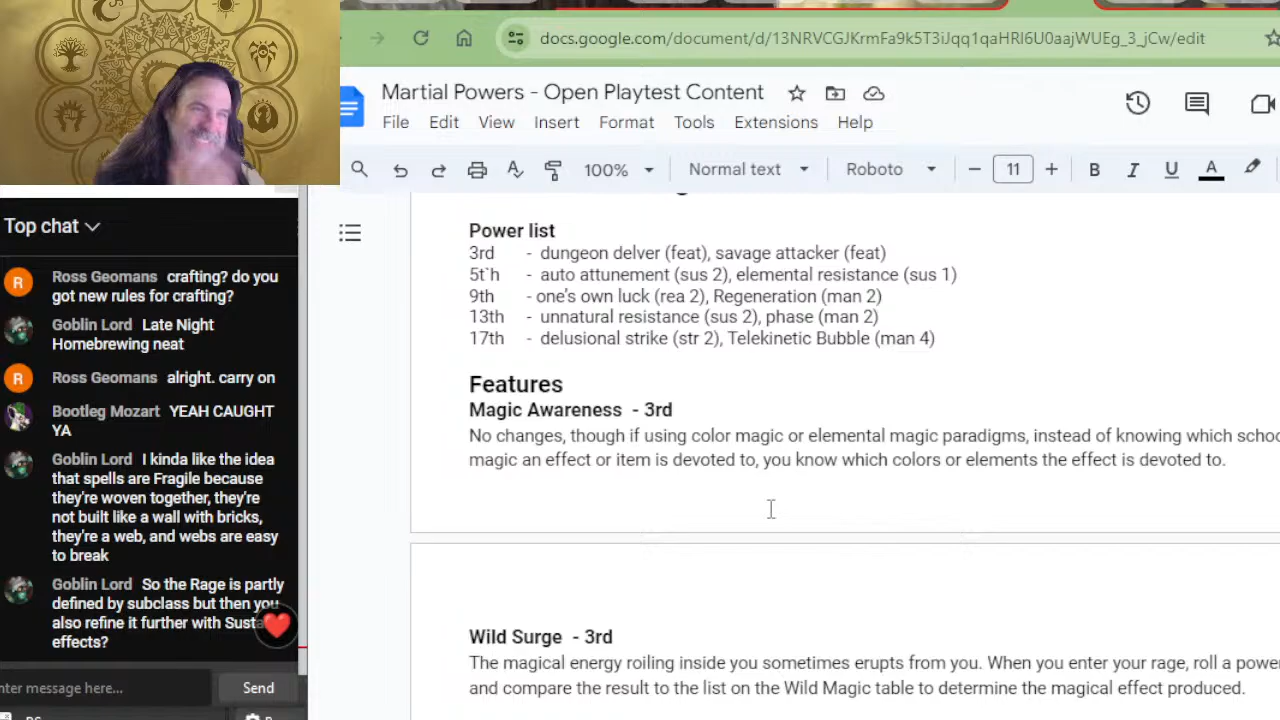 docs.google.com/document/d/13NRVCGJKrmFa9k5T3iJqq1qaHRl6U0aajWUEg_3_jCw/edit
Martial Powers - Open Playtest Content
File Edit View Insert Format Tools Extensions Help
100% Normal text Roboto - 11 + B I U A
Top chat
Ross Geomans crafting? do you
got new rules for crafting?
Goblin Lord Late Night
Homebrewing neat
Ross Geomans alright. carry on
Bootleg Mozart YEAH CAUGHT
YA
Goblin Lord I kinda like the idea
that spells are Fragile because
they're woven together, they're
not built like a wall with bricks,
they're a web, and webs are easy
to break
Goblin Lord So the Rage is partly
defined by subclass but then you
also refine it further with Susta
effects?
nter message here...
Send
Power list
3rd - dungeon delver (feat), savage attacker (feat)
5t`h - auto attunement (sus 2), elemental resistance (sus 1)
9th - one's own luck (rea 2), Regeneration (man 2)
13th - unnatural resistance (sus 2), phase (man 2)
17th - delusional strike (str 2), Telekinetic Bubble (man 4)
Features
Magic Awareness - 3rd
No changes, though if using color magic or elemental magic paradigms, instead of knowing which schoo
magic an effect or item is devoted to, you know which colors or elements the effect is devoted to.
Wild Surge - 3rd
The magical energy roiling inside you sometimes erupts from you. When you enter your rage, roll a powe
and compare the result to the list on the Wild Magic table to determine the magical effect produced.